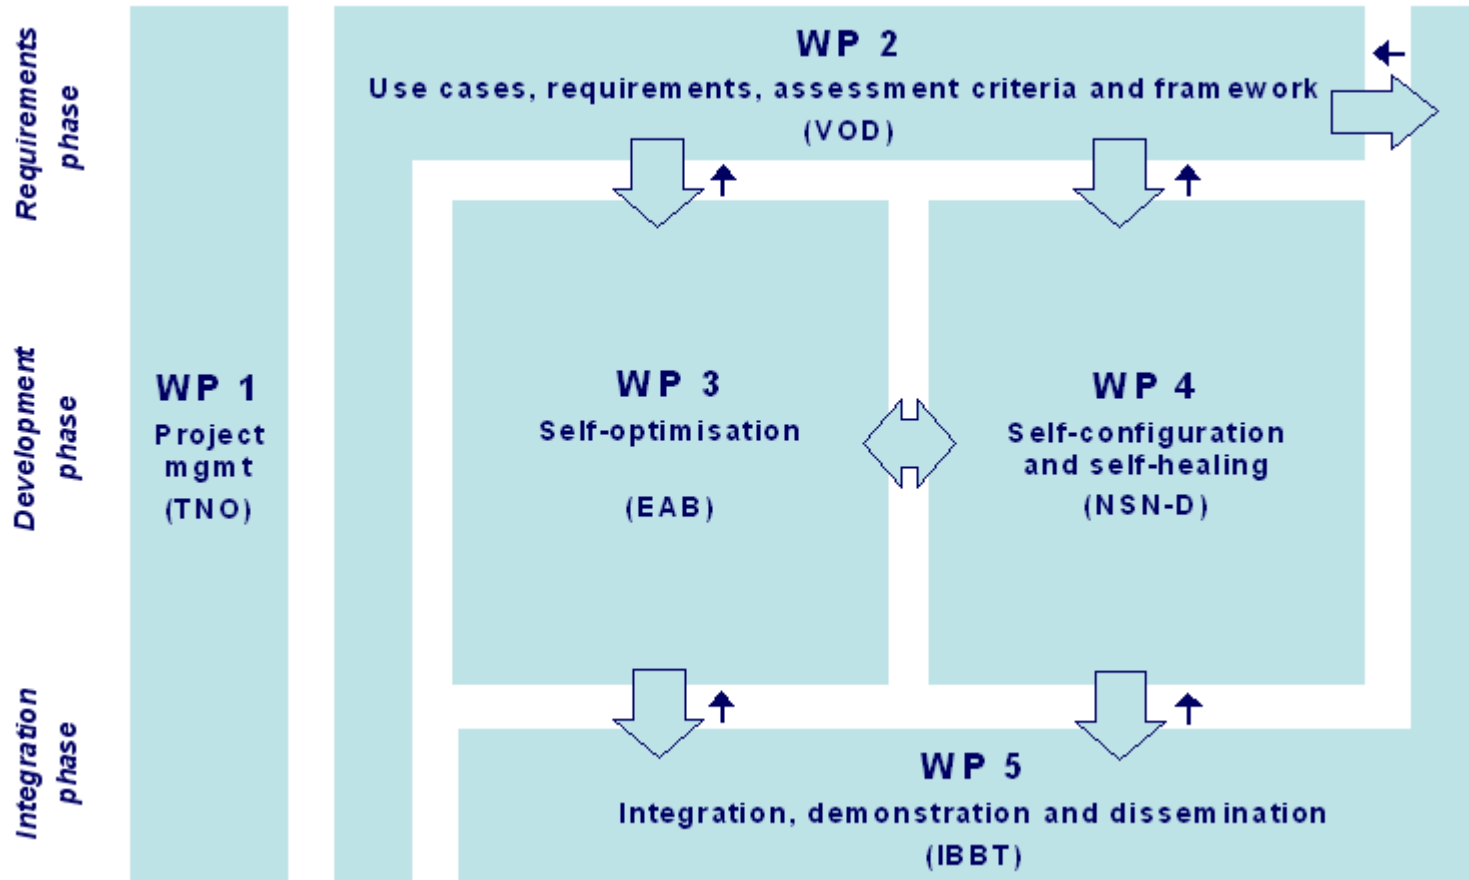 Requirements
phase
Development
phase
Integration
phase
WP 1
Project
mgmt
(TNO)
WP 2
Use cases, requirements, assessment criteria and framework
(VOD)
WP 3
Self-optimisation
(EAB)
WP 4
Self-configuration
and self-healing
(NSN-D)
WP 5
Integration, demonstration and dissemination
(IBBT)